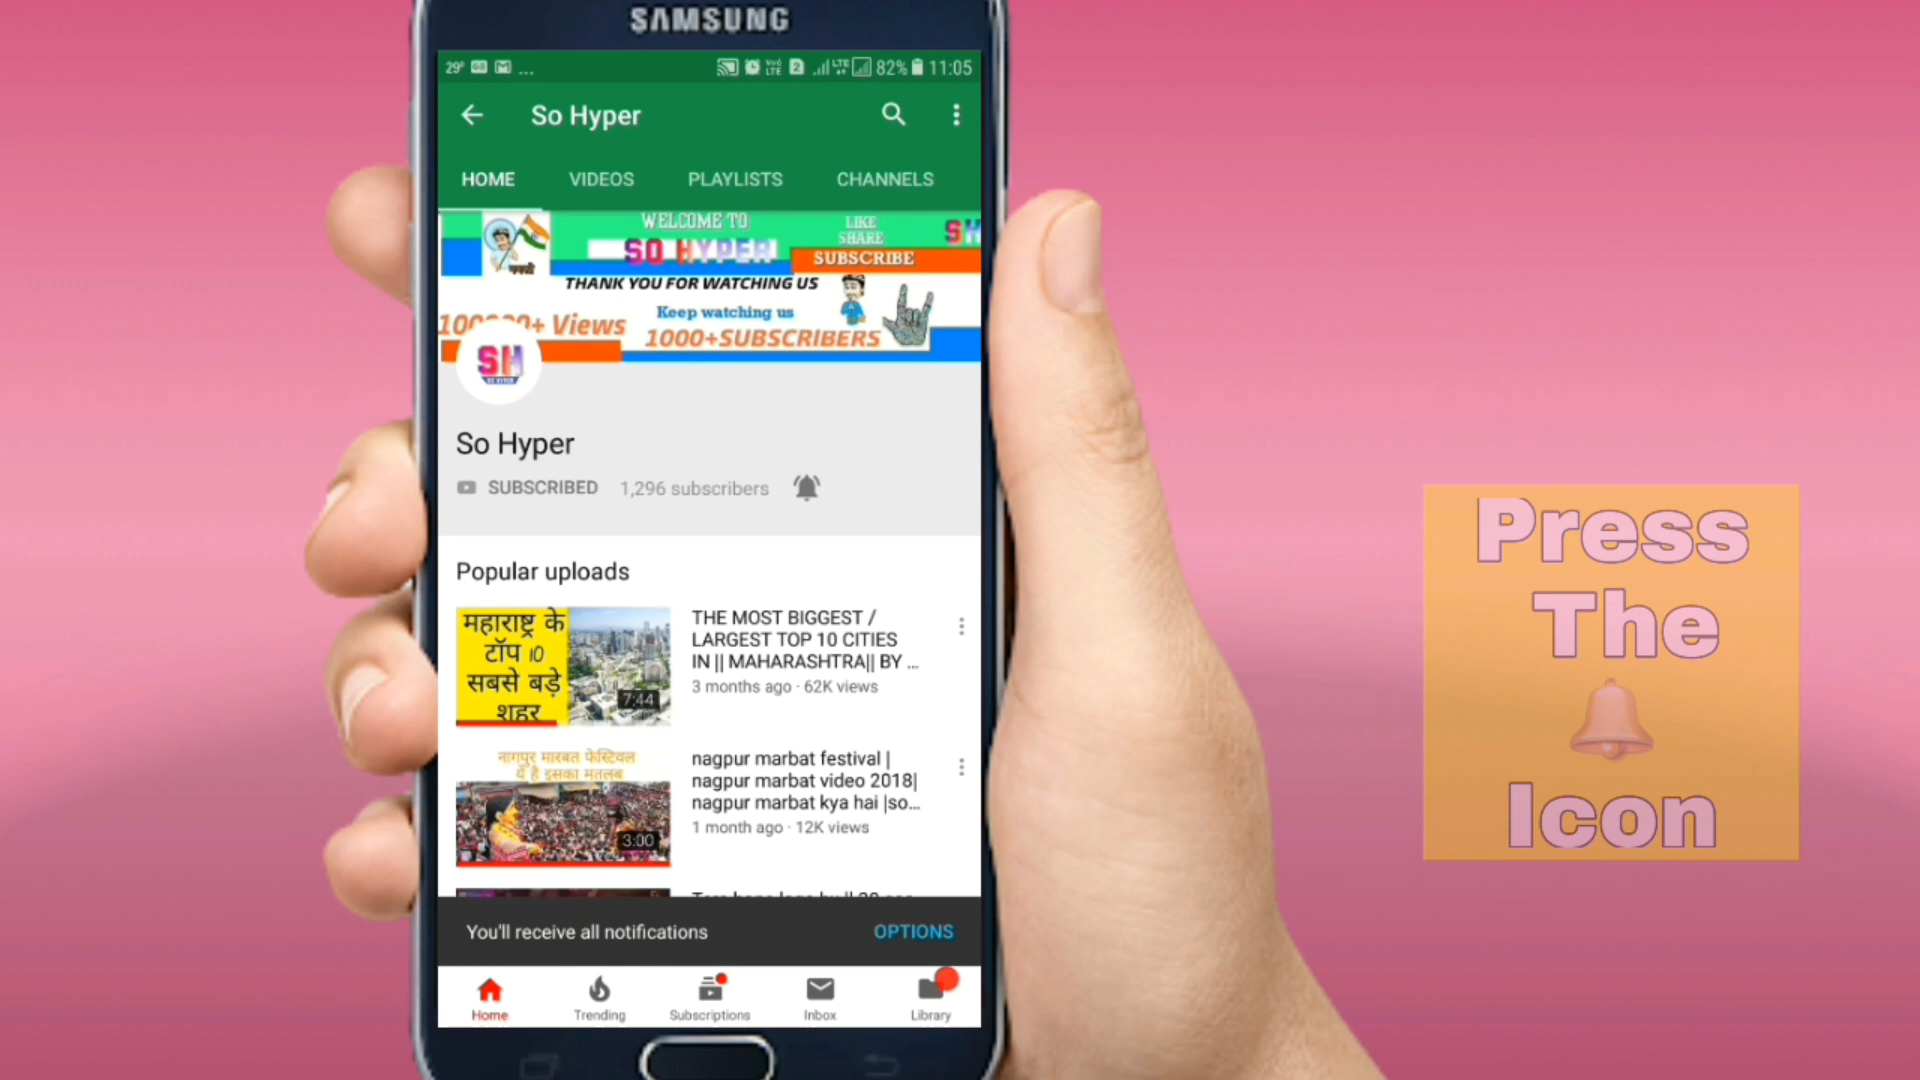 SAMSUNG
29°
82% 11:05
So Hyper
HOME VIDEOS PLAYLISTS CHANNELS
WELCOME TO
SO HYPER
LIKE
SHARE
SUBSCRIBE
SH
THANK YOU FOR WATCHING US
Keep watching us
Views
1000+SUBSCRIBERS
SH
SO HYPER
So Hyper
SUBSCRIBED 1,296 subscribers
Popular uploads
महाराष्ट्र के
टॉप 10
सबसे बड़े
शहर
7:44
THE MOST BIGGEST /
LARGEST TOP 10 CITIES
IN || MAHARASHTRA|| BY ...
3 months ago · 62K views
नागपुर मारबत फेस्टिवल
ये है इसका मतलब
3:00
nagpur marbat festival |
nagpur marbat video 2018|
nagpur marbat kya hai |so...
1 month ago · 12K views
You'll receive all notifications OPTIONS
Home Trending Subscriptions Inbox Library
Press
The
Icon